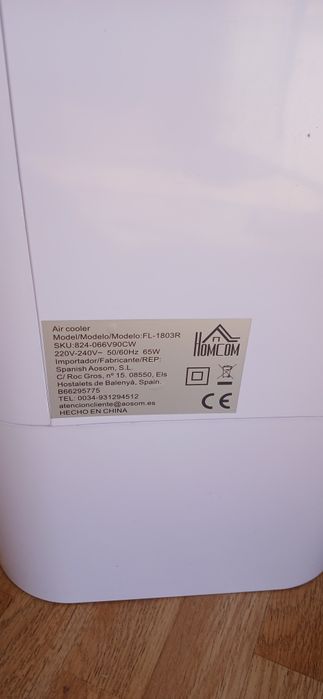 Air cooler
Model/Modelo/Modelo:FL-1803R
SKU:824-066V90CW
220V-240V~ 50/60Hz 65W
Importador/Fabricante/REP:
Spanish Aosom, S.L.
C/ Roc Gros, nº 15. 08550, Els
Hostalets de Balenyà, Spain.
B66295775
TEL: 0034-931294512
atencioncliente@aosom.es
HECHO EN CHINA
HOMCOM
CE